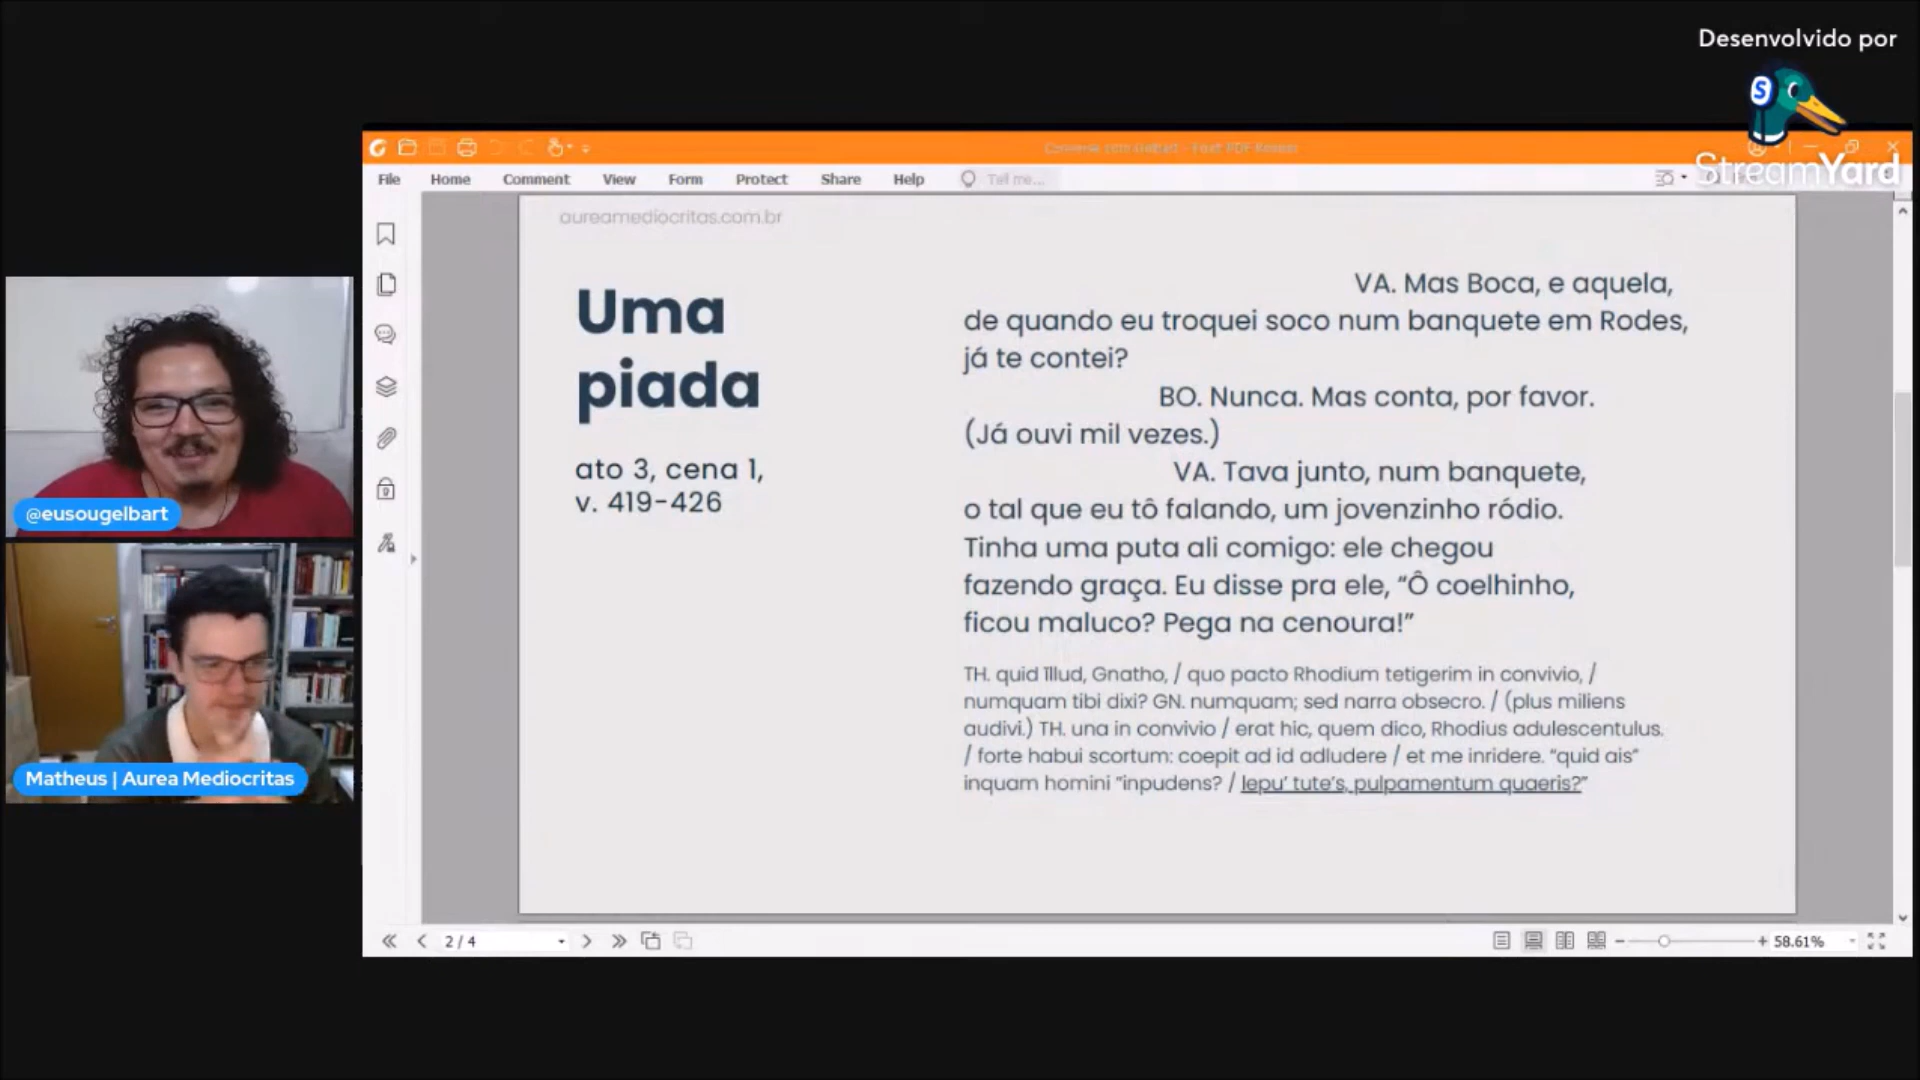 Desenvolvido por
StreamYard
File Home Comment View Form Protect Share Help Tell me...
aureamediocritas.com.br
Uma
piada
ato 3, cena 1,
v. 419-426
VA. Mas Boca, e aquela,
de quando eu troquei soco num banquete em Rodes,
já te contei?
BO. Nunca. Mas conta, por favor.
(Já ouvi mil vezes.)
VA. Tava junto, num banquete,
o tal que eu tô falando, um jovenzinho ródio.
Tinha uma puta ali comigo: ele chegou
fazendo graça. Eu disse pra ele, “Ô coelhinho,
ficou maluco? Pega na cenoura!”
TH. quid illud, Gnatho, / quo pacto Rhodium tetigerim in convivio, /
numquam tibi dixi? GN. numquam; sed narra obsecro. / (plus miliens
audivi.) TH. una in convivio / erat hic, quem dico, Rhodius adulescentulus.
/ forte habui scortum: coepit ad id adludere / et me inridere. “quid ais”
inquam homini “inpudens? / lepu’ tute’s, pulpamentum quaeris?”
@eusougelbart
Matheus | Aurea Mediocritas
2 / 4
58.61%